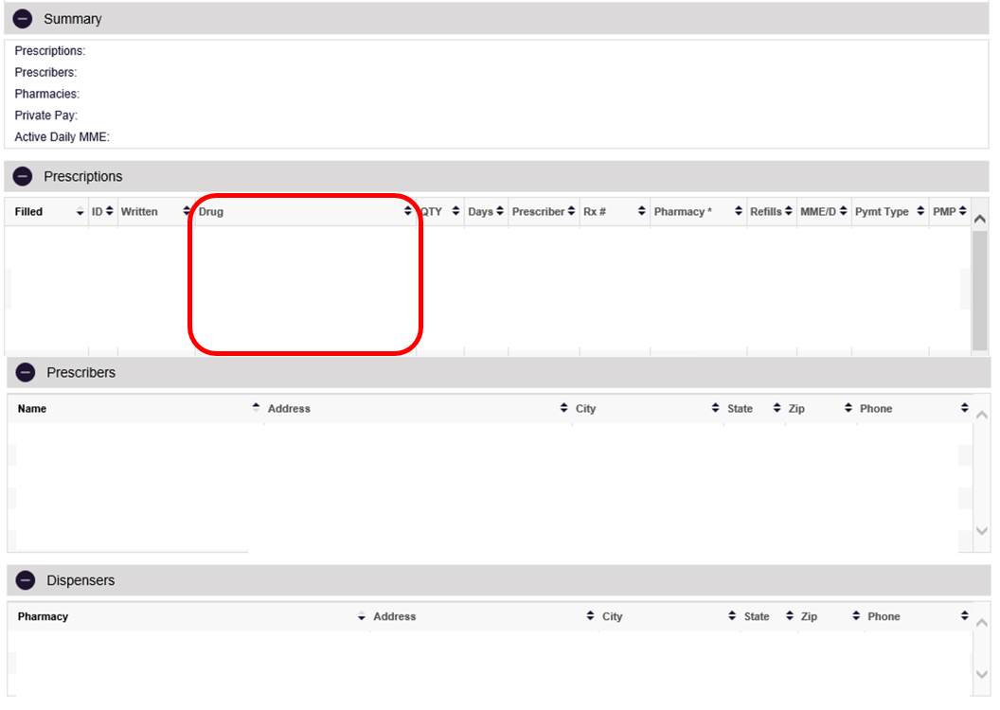 Summary
Prescriptions:
Prescribers:
Pharmacies:
Private Pay:
Active Daily MME:
Prescriptions
Filled ID Written Drug QTY Days Prescriber Rx # Pharmacy * Refills MME/D Pymt Type PMP
Prescribers
Name Address City State Zip Phone
Dispensers
Pharmacy Address City State Zip Phone